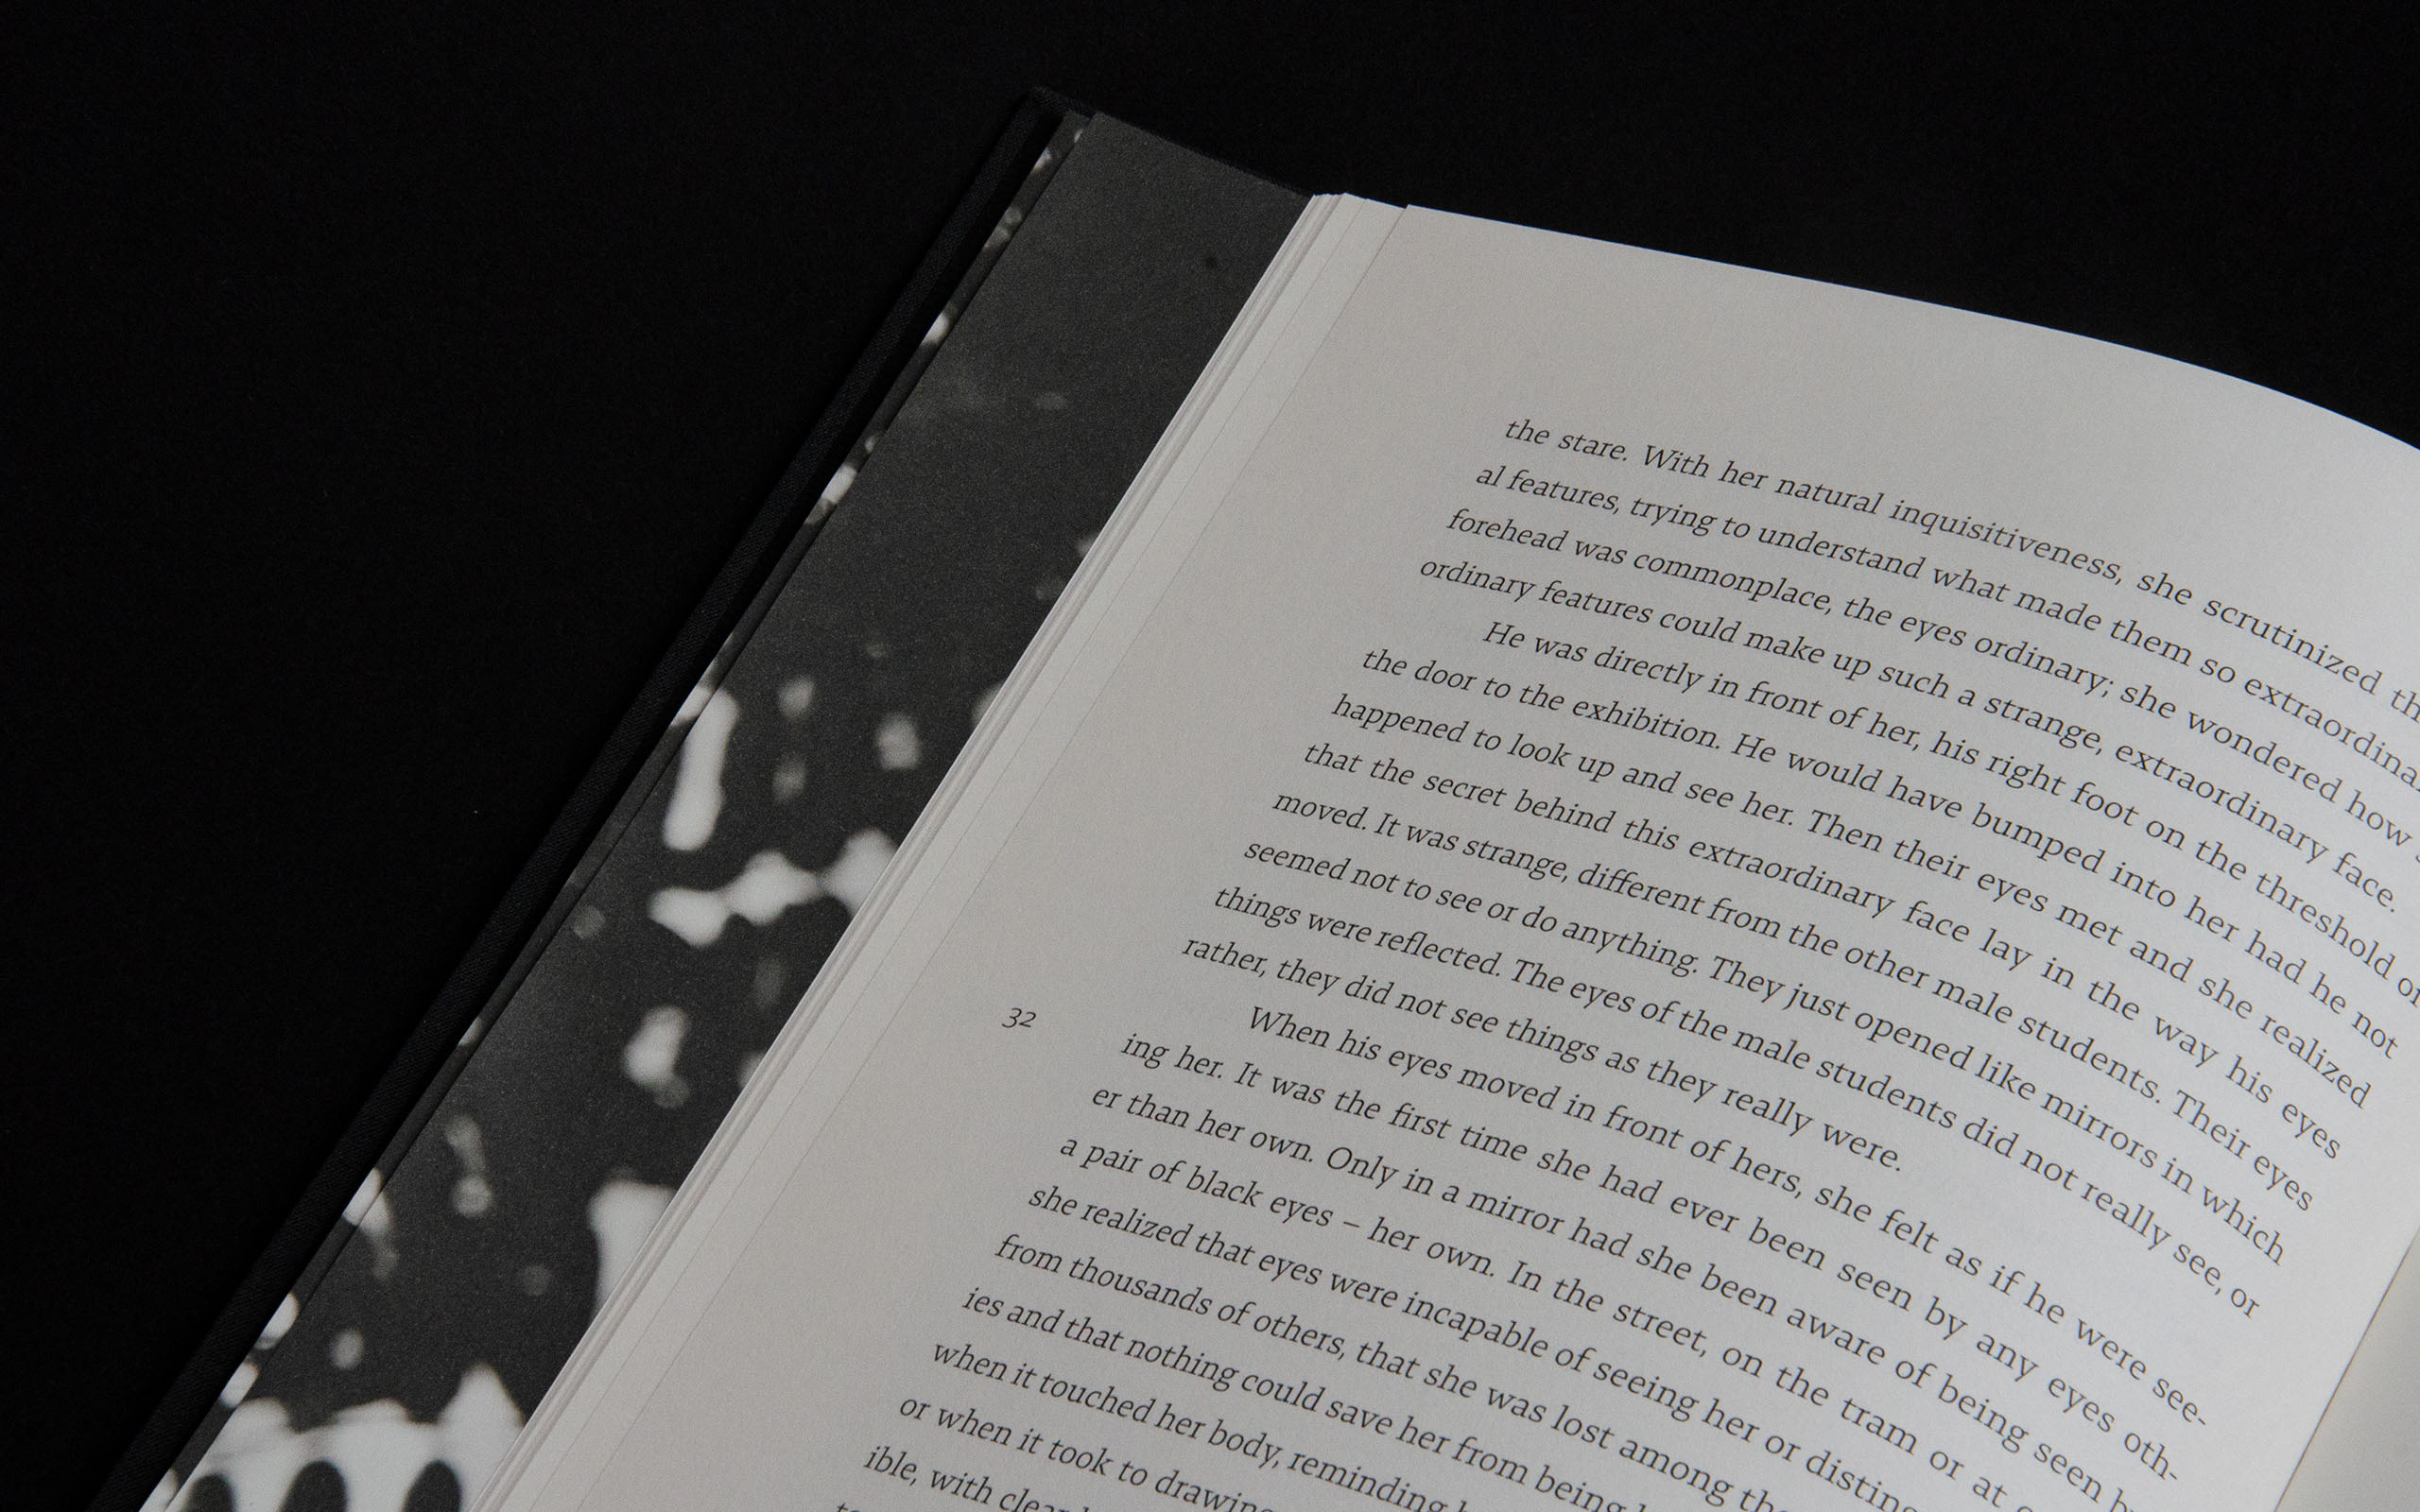 the stare. With her natural inquisitiveness, she scrutinized
al features, trying to understand what made them so
forehead was commonplace, the eyes ordinary; she wondered how
ordinary features could make up such a strange, extraordinary face.
He was directly in front of her, his right foot on the threshold of
the door to the exhibition. He would have bumped into her had he not
happened to look up and see her. Then their eyes met and she realized
that the secret behind this extraordinary face lay in the way his eyes
moved. It was strange, different from the other male students. Their eyes
seemed not to see or do anything. They just opened like mirrors in which
things were reflected. The eyes of the male students did not really see, or
rather, they did not see things as they really were.
32
When his eyes moved in front of hers, she felt as if he were see-
ing her. It was the first time she had ever been seen by any eyes oth-
er than her own. Only in a mirror had she been aware of being seen by
a pair of black eyes – her own. In the street, on the tram or at
she realized that eyes were incapable of seeing her or
from thousands of others, that she was lost among
ies and that nothing could save her from being
when it touched her body, reminding
or when it took to
ible, with